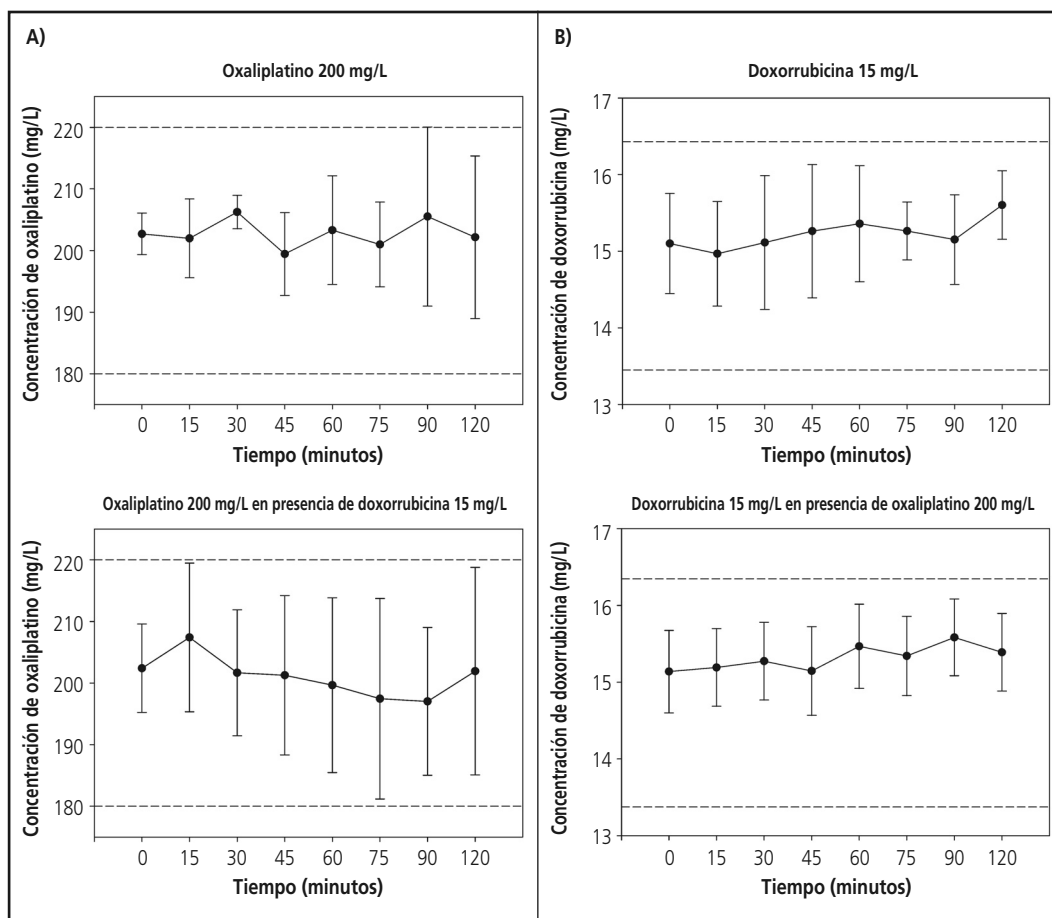 A)
Oxaliplatino 200 mg/L
Concentración de oxaliplatino (mg/L)
220
210
200
190
180
0 15 30 45 60 75 90 120
Tiempo (minutos)
Oxaliplatino 200 mg/L en presencia de doxorrubicina 15 mg/L
Concentración de oxaliplatino (mg/L)
220
210
200
190
180
0 15 30 45 60 75 90 120
Tiempo (minutos)
B)
Doxorrubicina 15 mg/L
Concentración de doxorrubicina (mg/L)
17
16
15
14
13
0 15 30 45 60 75 90 120
Tiempo (minutos)
Doxorrubicina 15 mg/L en presencia de oxaliplatino 200 mg/L
Concentración de doxorrubicina (mg/L)
17
16
15
14
13
0 15 30 45 60 75 90 120
Tiempo (minutos)